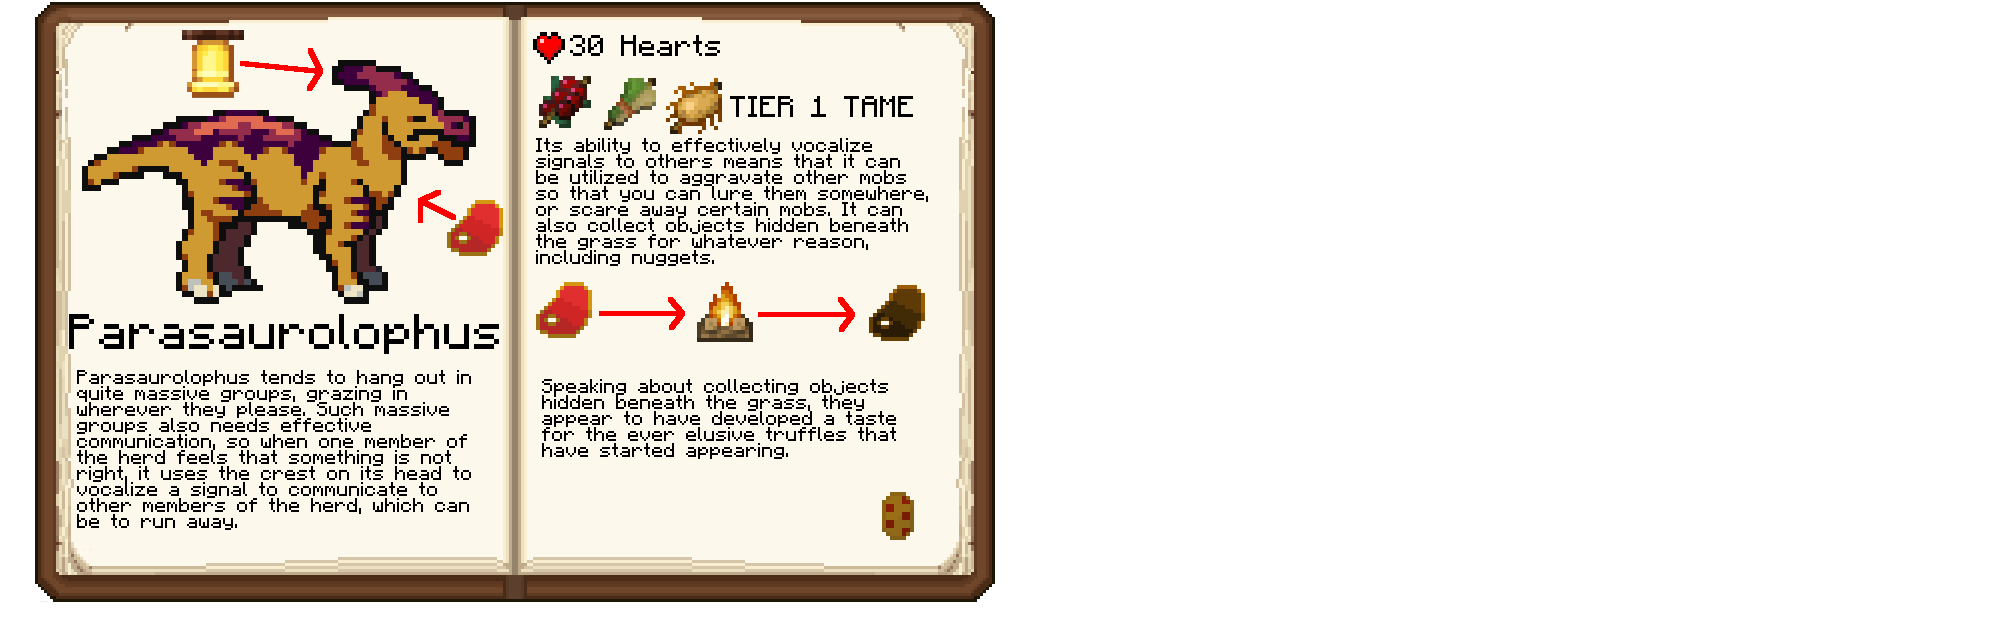 Parasaurolophus
Parasaurolophus tends to hang out in
quite massive groups, grazing in
wherever they please. Such massive
groups also needs effective
communication, so when one member of
the herd feels that something is not
right, it uses the crest on its head to
vocalize a signal to communicate to
other members of the herd, which can
be to run away.
30 Hearts
TIER 1 TAME
Its ability to effectively vocalize
signals to others means that it can
be utilized to aggravate other mobs
so that you can lure them somewhere,
or scare away certain mobs. It can
also collect objects hidden beneath
the grass for whatever reason,
including nuggets.
Speaking about collecting objects
hidden beneath the grass, they
appear to have developed a taste
for the ever elusive truffles that
have started appearing.